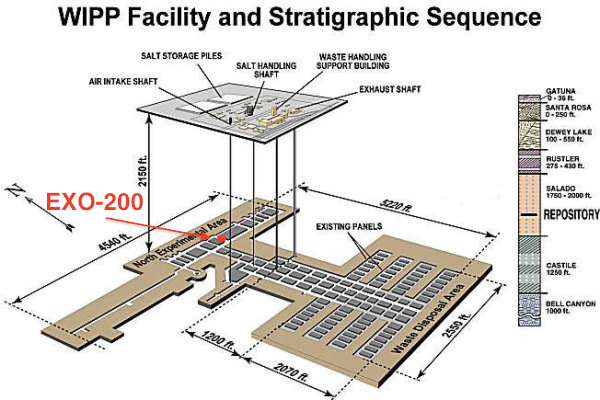 WIPP Facility and Stratigraphic Sequence
SALT STORAGE PILES
SALT HANDLING
SHAFT
WASTE HANDLING
SUPPORT BUILDING
AIR INTAKE SHAFT
EXHAUST SHAFT
2150 ft.
N
EXO-200
4540 ft.
North Experimental Area
5220 ft.
EXISTING PANELS
Waste Disposal Area
1200 ft.
2070 ft.
2550 ft.
GATUNA
0 - 35 ft.
SANTA ROSA
0 - 250 ft.
DEWEY LAKE
100 - 550 ft.
RUSTLER
275 - 430 ft.
SALADO
1750 - 2000 ft.
REPOSITORY
CASTILE
1250 ft.
BELL CANYON
1000 ft.